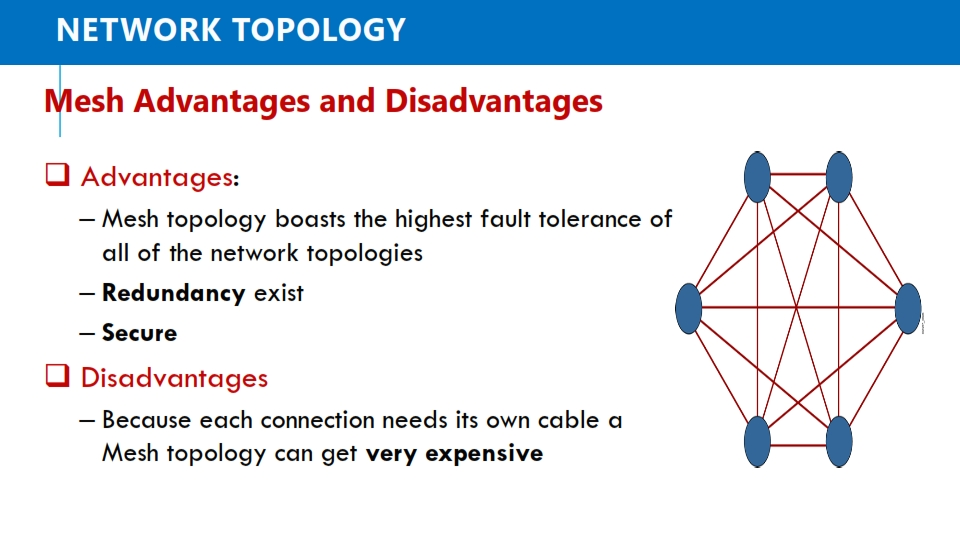 NETWORK TOPOLOGY
Mesh Advantages and Disadvantages
❑ Advantages:
– Mesh topology boasts the highest fault tolerance of
all of the network topologies
– Redundancy exist
– Secure
❑ Disadvantages
– Because each connection needs its own cable a
Mesh topology can get very expensive